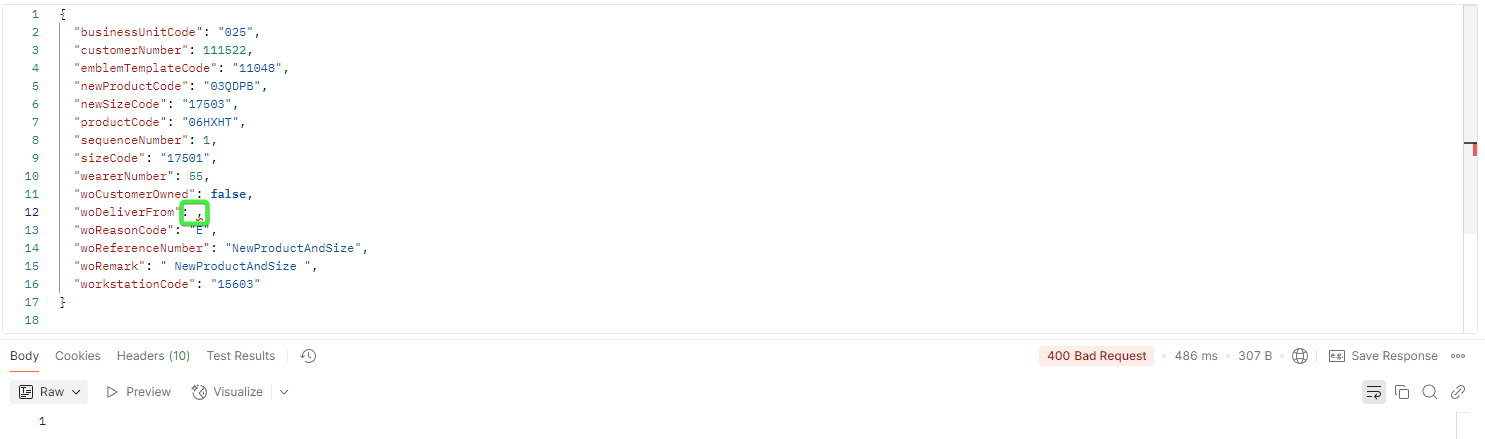 1 {
2 "businessUnitCode": "025",
3 "customerNumber": 111522,
4 "emblemTemplateCode": "11048",
5 "newProductCode": "03QDPB",
6 "newSizeCode": "17503",
7 "productCode": "06HXHT",
8 "sequenceNumber": 1,
9 "sizeCode": "17501",
10 "wearerNumber": 55,
11 "woCustomerOwned": false,
12 "woDeliverFrom": ,
13 "woReasonCode": "E",
14 "woReferenceNumber": "NewProductAndSize",
15 "woRemark": " NewProductAndSize ",
16 "workstationCode": "15603"
17 }
18
Body Cookies Headers (10) Test Results 400 Bad Request • 486 ms • 307 B • e.g. Save Response
Raw Preview Visualize
1